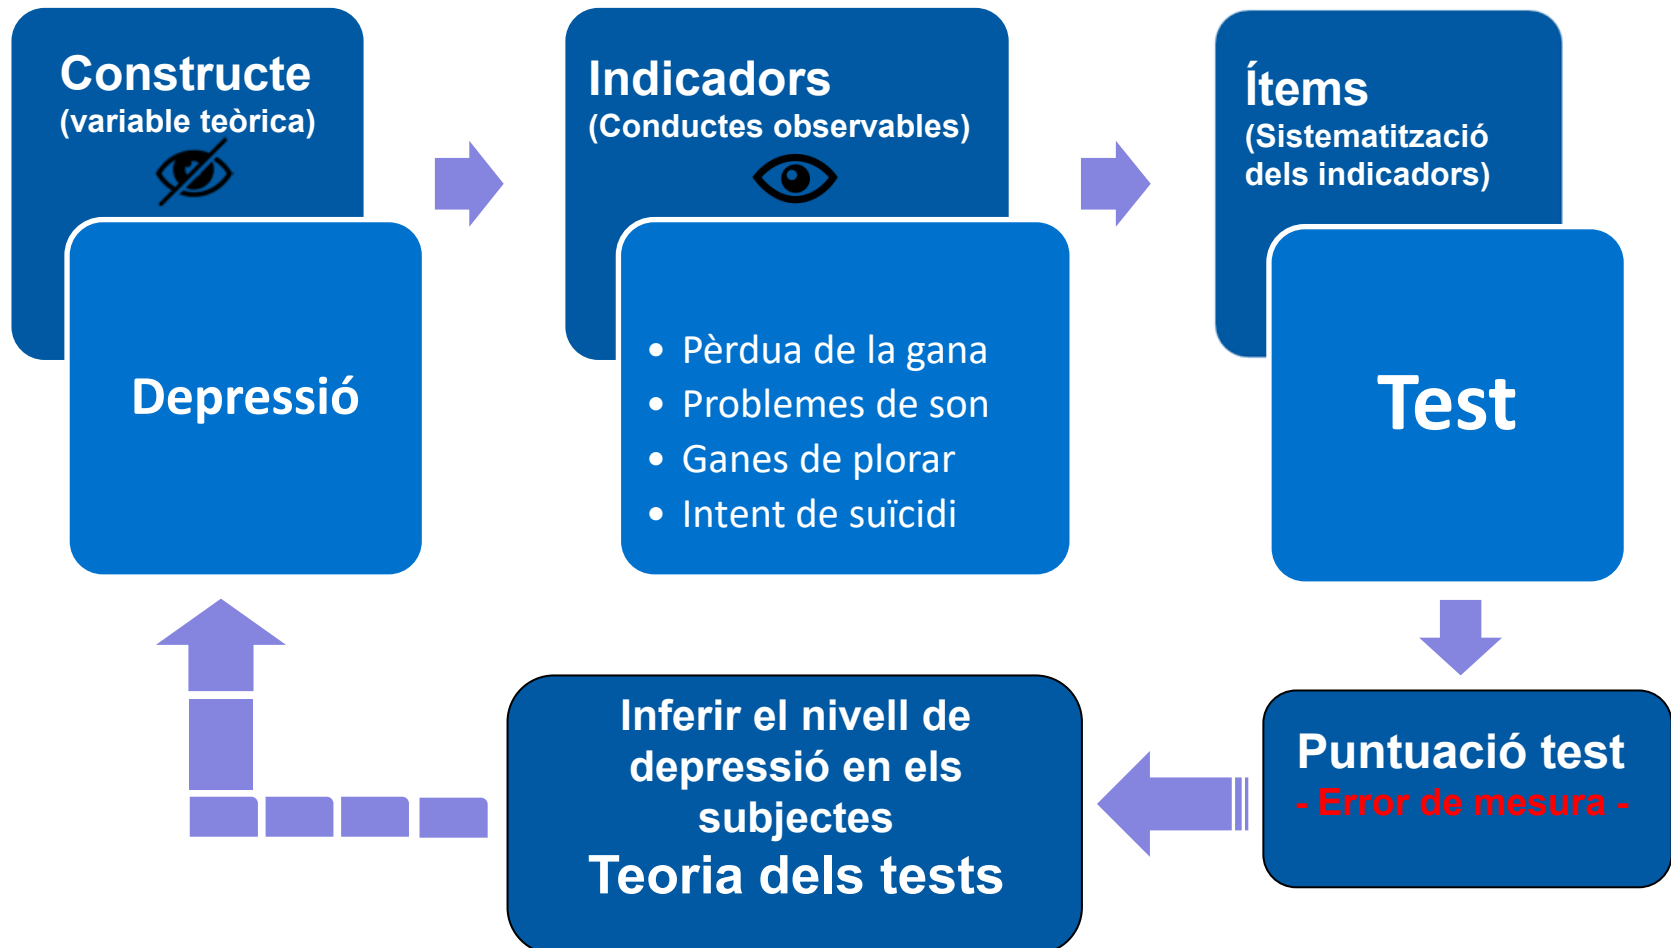 Constructe
(variable teòrica)
Depressió
Indicadors
(Conductes observables)
• Pèrdua de la gana
• Problemes de son
• Ganes de plorar
• Intent de suïcidi
Ítems
(Sistematització
dels indicadors)
Test
Puntuació test
- Error de mesura -
Inferir el nivell de
depressió en els
subjectes
Teoria dels tests